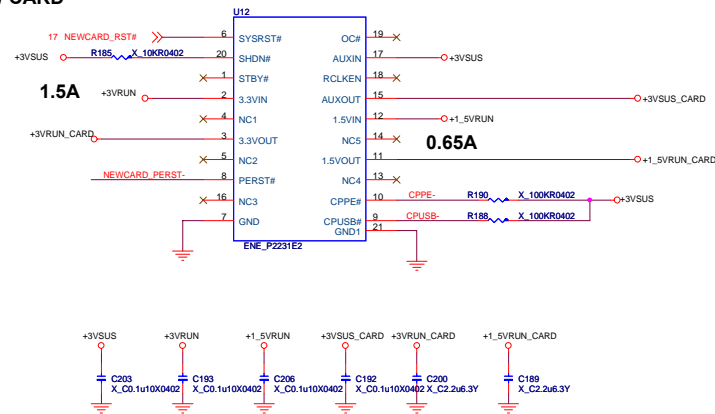 CARD
U12
17 NEWCARD_RST# 6 SYSRST# OC# 19
+3VSUS R185 X_10KR0402 20 SHDN# AUXIN 17 +3VSUS
1 STBY# RCLKEN 18
1.5A +3VRUN 2 3.3VIN AUXOUT 15 +3VSUS_CARD
4 NC1 1.5VIN 12 +1_5VRUN
+3VRUN_CARD 3 3.3VOUT NC5 14 0.65A
5 NC2 1.5VOUT 11 +1_5VRUN_CARD
NEWCARD_PERST- 8 PERST# NC4 13
16 NC3 CPPE# 10 CPPE- R190 X_100KR0402 +3VSUS
7 GND CPUSB# 9 CPUSB- R188 X_100KR0402
GND1 21
ENE_P2231E2
+3VSUS +3VRUN +1_5VRUN +3VSUS_CARD +3VRUN_CARD +1_5VRUN_CARD
C203 C193 C206 C192 C200 C189
X_C0.1u10X0402 X_C0.1u10X0402 X_C0.1u10X0402 X_C0.1u10X0402 X_C2.2u6.3Y X_C2.2u6.3Y